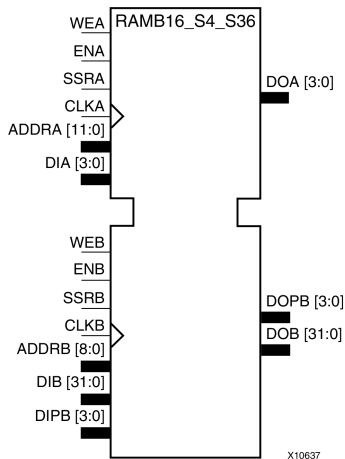 RAMB16_S4_S36
WEA
ENA
SSRA
CLKA
ADDRA [11:0]
DIA [3:0]
DOA [3:0]
WEB
ENB
SSRB
CLKB
ADDRB [8:0]
DIB [31:0]
DIPB [3:0]
DOPB [3:0]
DOB [31:0]
X10637